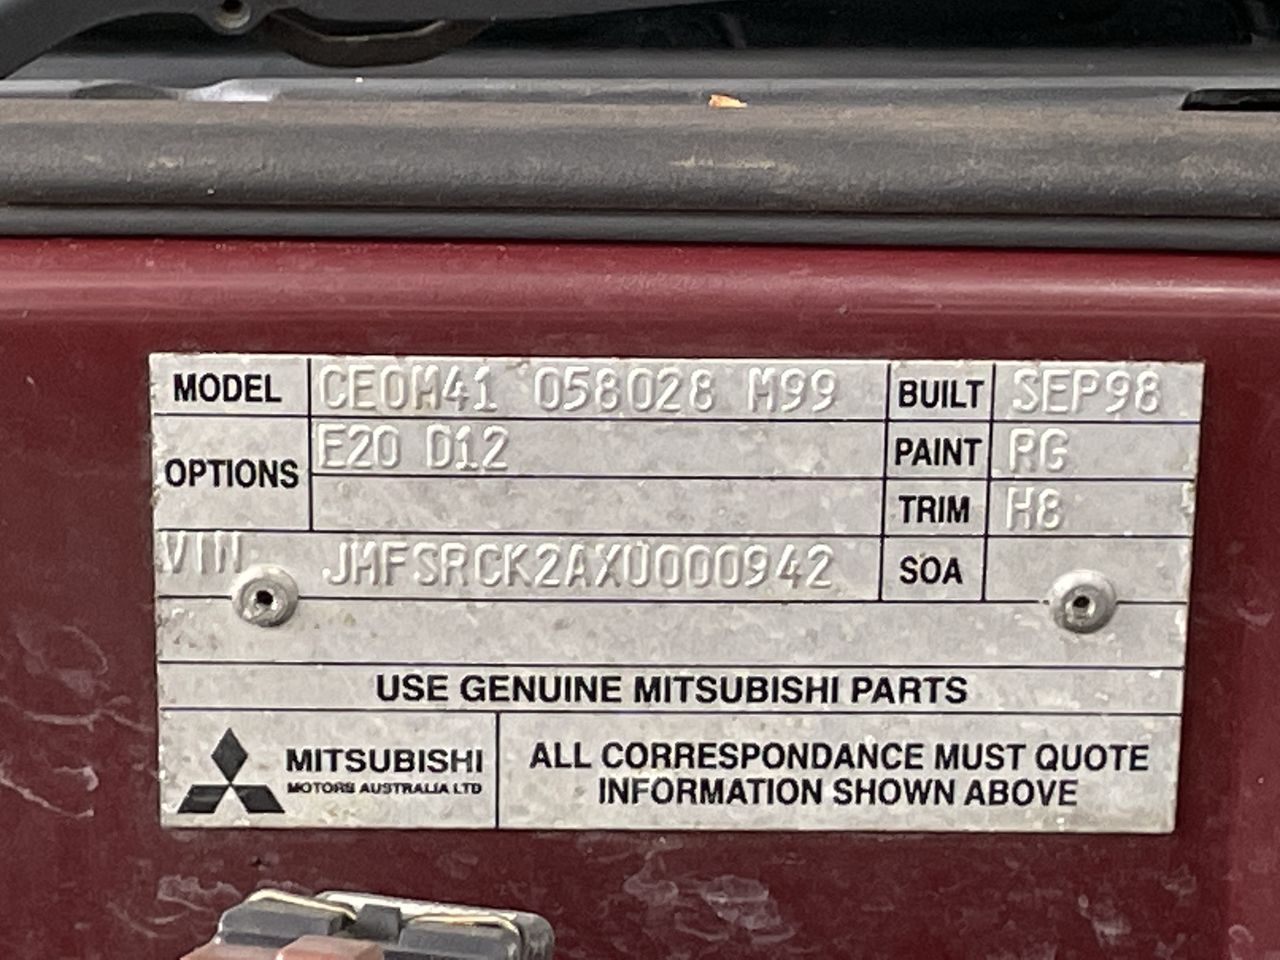 MODEL CE0M41 058028 M99 BUILT SEP98
OPTIONS E20 D12 PAINT RG
TRIM H8
VIN JMFSRCK2AXU000942 SOA
USE GENUINE MITSUBISHI PARTS
MITSUBISHI
MOTORS AUSTRALIA LTD
ALL CORRESPONDANCE MUST QUOTE
INFORMATION SHOWN ABOVE